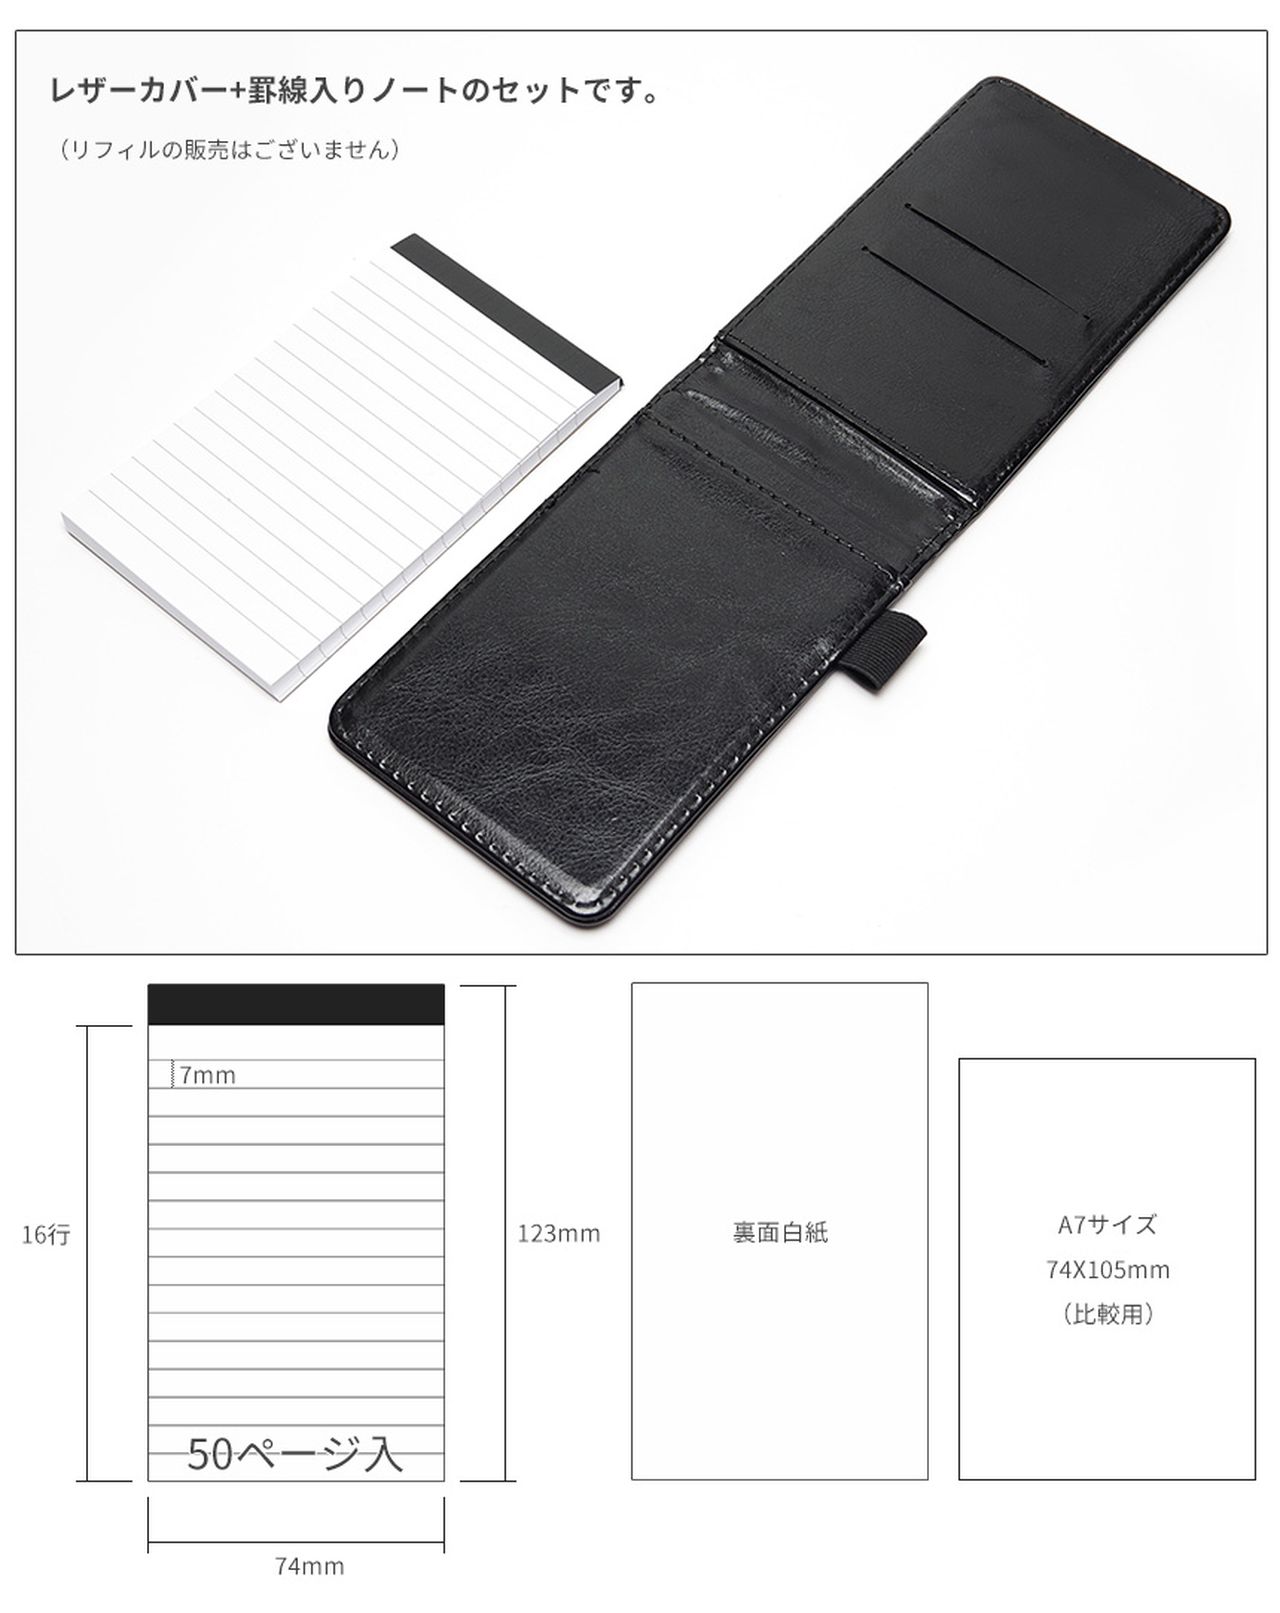 レザーカバー+罫線入りノートのセットです。
（リフィルの販売はございません）
7mm
16行
123mm
50ページ入
74mm
裏面白紙
A7サイズ
74X105mm
（比較用）